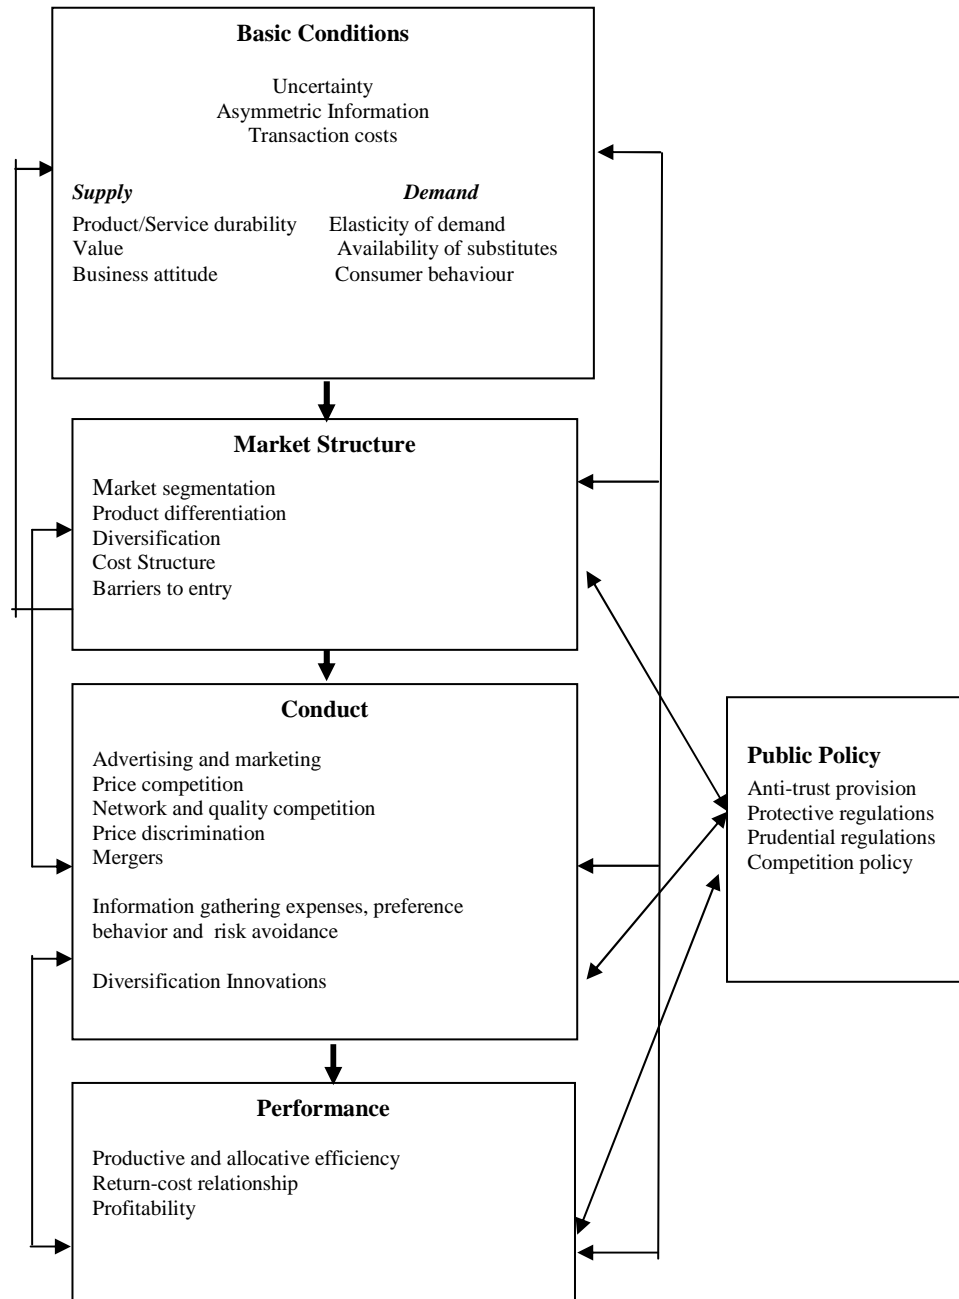 Basic Conditions
Uncertainty
Asymmetric Information
Transaction costs
Supply Demand
Product/Service durability Elasticity of demand
Value Availability of substitutes
Business attitude Consumer behaviour
Market Structure
Market segmentation
Product differentiation
Diversification
Cost Structure
Barriers to entry
Conduct
Advertising and marketing
Price competition
Network and quality competition
Price discrimination
Mergers
Information gathering expenses, preference
behavior and risk avoidance
Diversification Innovations
Public Policy
Anti-trust provision
Protective regulations
Prudential regulations
Competition policy
Performance
Productive and allocative efficiency
Return-cost relationship
Profitability